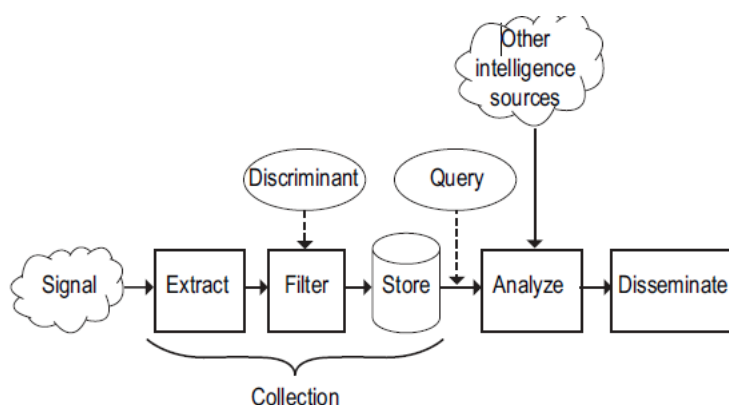 Other
intelligence
sources
Discriminant
Query
Signal
Extract
Filter
Store
Analyze
Disseminate
Collection